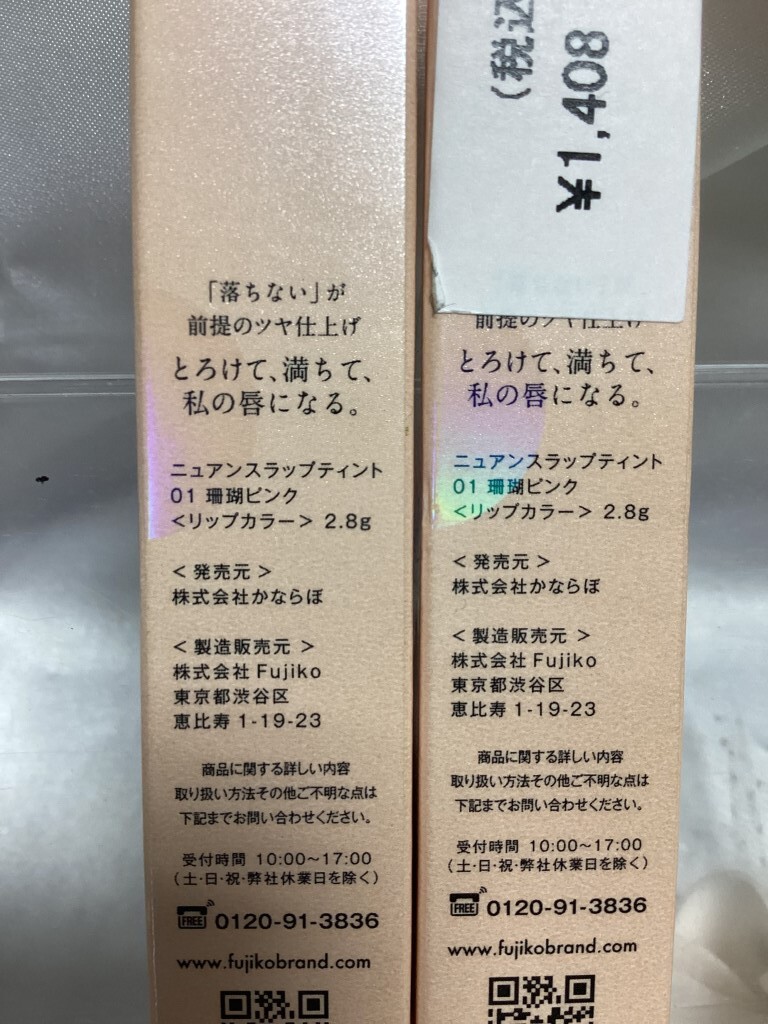 「落ちない」が
前提のツヤ仕上げ
とろけて、満ちて、
私の唇になる。
ニュアンスラップティント
01 珊瑚ピンク
<リップカラー> 2.8g
< 発売元 >
株式会社かならぼ
< 製造販売元 >
株式会社 Fujiko
東京都渋谷区
恵比寿 1-19-23
商品に関する詳しい内容
取り扱い方法その他ご不明な点は
下記までお問い合わせください。
受付時間 10:00~17:00
(土・日・祝・弊社休業日を除く)
FREE 0120-91-3836
www.fujikobrand.com
(税込
¥1,408
前提のツヤ仕上げ
とろけて、満ちて、
私の唇になる。
ニュアンスラップティント
01 珊瑚ピンク
<リップカラー> 2.8g
< 発売元 >
株式会社かならぼ
< 製造販売元 >
株式会社 Fujiko
東京都渋谷区
恵比寿 1-19-23
商品に関する詳しい内容
取り扱い方法その他ご不明な点は
下記までお問い合わせください。
受付時間 10:00~17:00
(土・日・祝・弊社休業日を除く)
FREE 0120-91-3836
www.fujikobrand.com